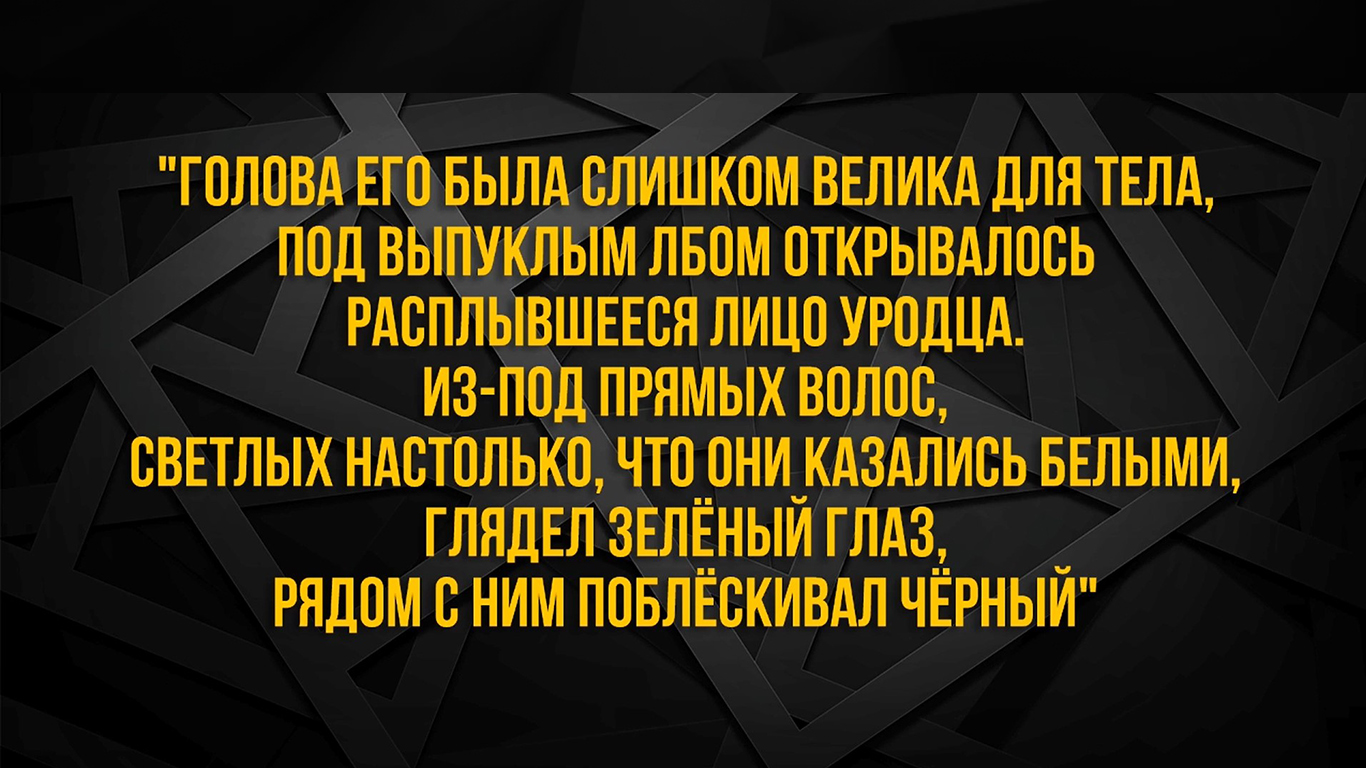 "ГОЛОВА ЕГО БЫЛА СЛИШКОМ ВЕЛИКА ДЛЯ ТЕЛА,
ПОД ВЫПУКЛЫМ ЛБОМ ОТКРЫВАЛОСЬ
РАСПЛЫВШЕЕСЯ ЛИЦО УРОДЦА.
ИЗ-ПОД ПРЯМЫХ ВОЛОС,
СВЕТЛЫХ НАСТОЛЬКО, ЧТО ОНИ КАЗАЛИСЬ БЕЛЫМИ,
ГЛЯДЕЛ ЗЕЛЁНЫЙ ГЛАЗ,
РЯДОМ С НИМ ПОБЛЁСКИВАЛ ЧЁРНЫЙ"